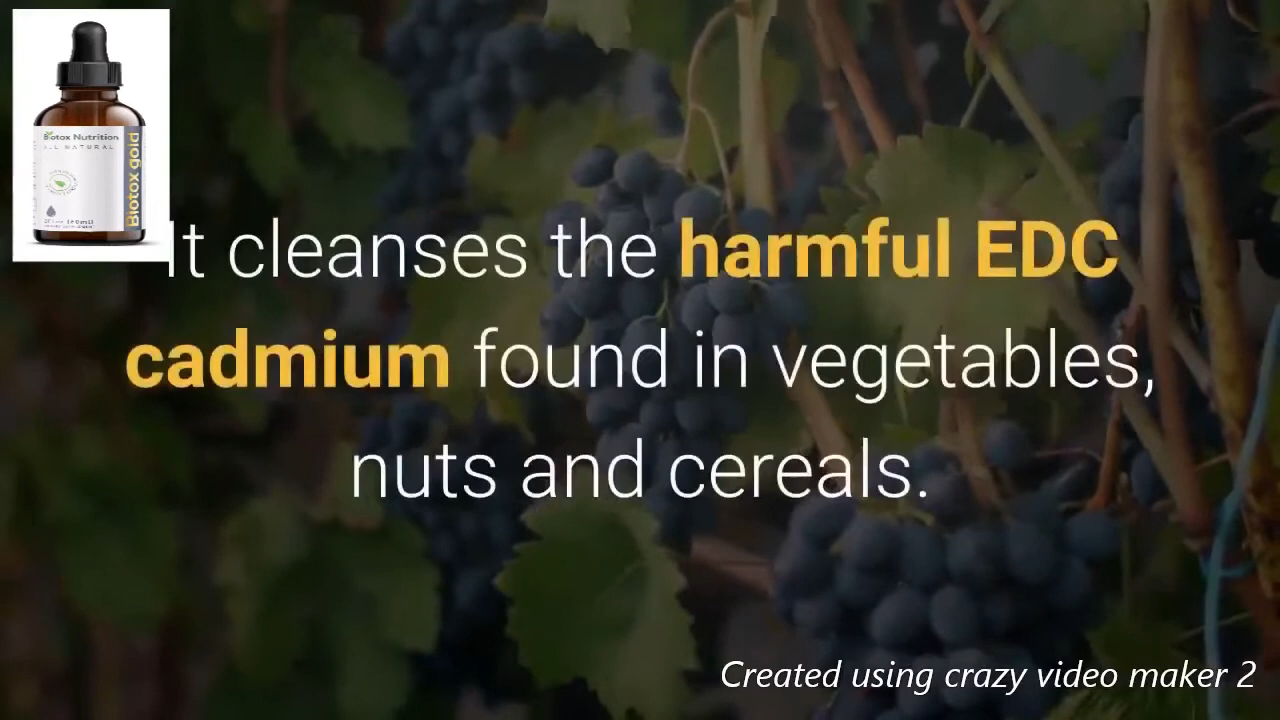 Biotox Nutrition
ALL NATURAL
Biotox gold
It cleanses the harmful EDC
cadmium found in vegetables,
nuts and cereals.
Created using crazy video maker 2